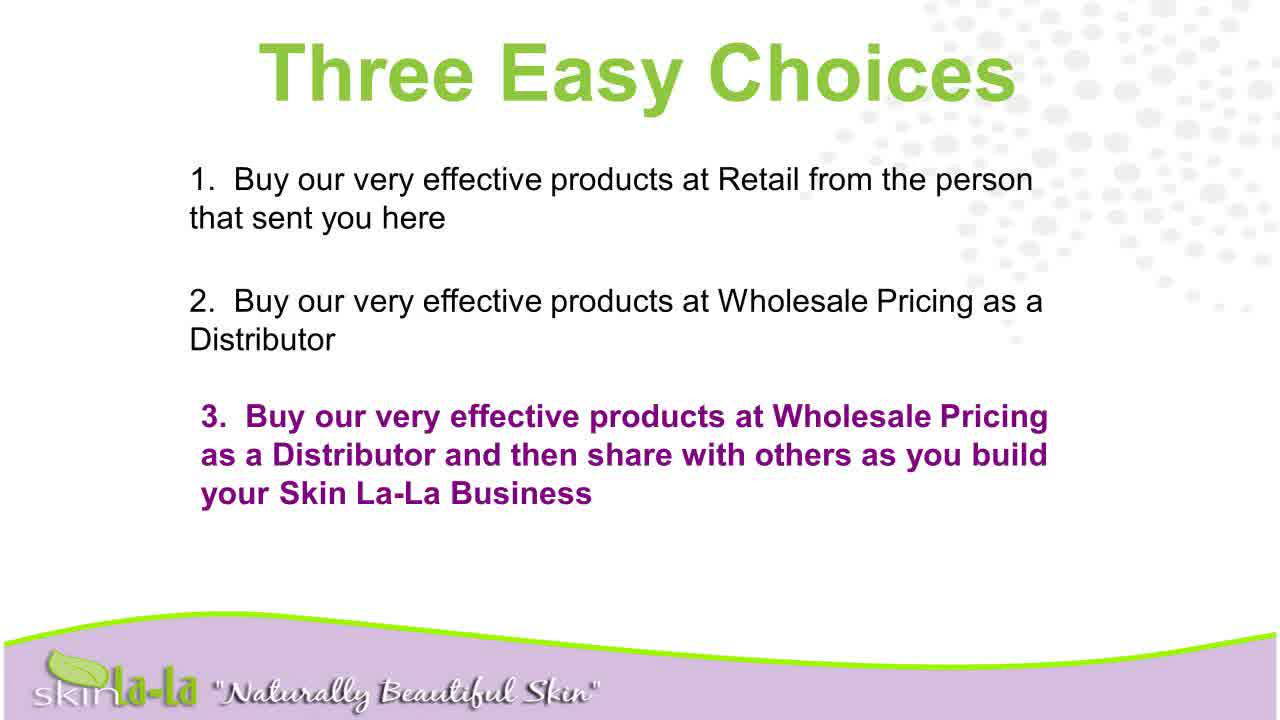 Three Easy Choices
1.  Buy our very effective products at Retail from the person
that sent you here
2.  Buy our very effective products at Wholesale Pricing as a
Distributor
3.  Buy our very effective products at Wholesale Pricing
as a Distributor and then share with others as you build
your Skin La-La Business
skin la-la "Naturally Beautiful Skin"